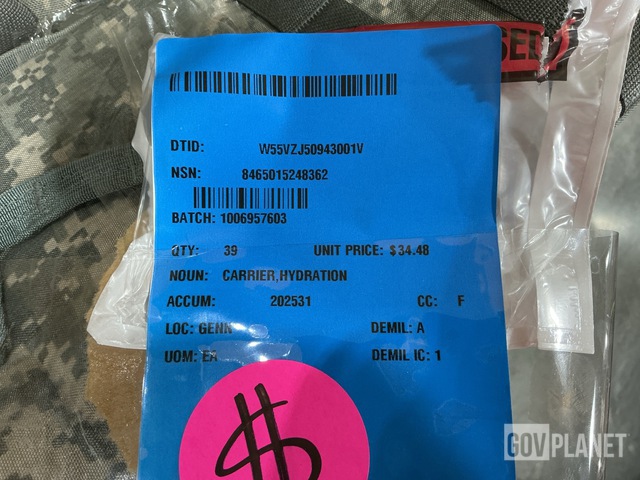 SED
DTID: W55VZJ50943001V
NSN: 8465015248362
BATCH: 1006957603
QTY: 39 UNIT PRICE: $34.48
NOUN: CARRIER,HYDRATION
ACCUM: 202531 CC: F
LOC: GENN DEMIL: A
UOM: EA DEMIL IC: 1
$
GOVPLANET